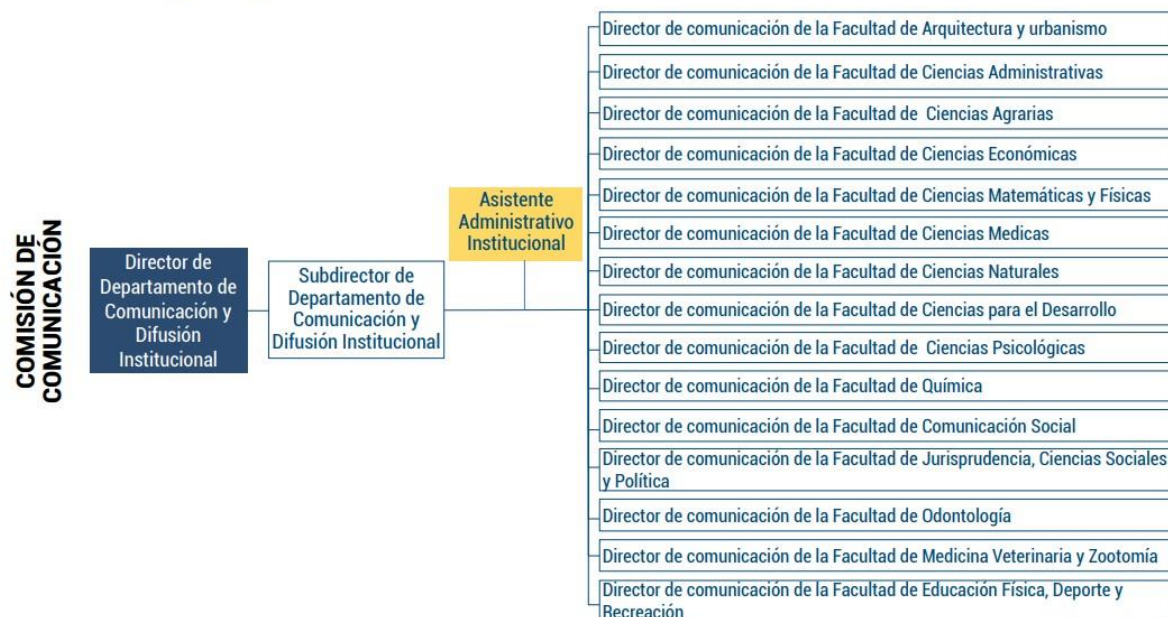 COMISIÓN DE
COMUNICACIÓN
Director de
Departamento de
Comunicación y
Difusión
Institucional
Subdirector de
Departamento de
Comunicación y
Difusión Institucional
Asistente
Administrativo
Institucional
Director de comunicación de la Facultad de Arquitectura y urbanismo
Director de comunicación de la Facultad de Ciencias Administrativas
Director de comunicación de la Facultad de Ciencias Agrarias
Director de comunicación de la Facultad de Ciencias Económicas
Director de comunicación de la Facultad de Ciencias Matemáticas y Físicas
Director de comunicación de la Facultad de Ciencias Medicas
Director de comunicación de la Facultad de Ciencias Naturales
Director de comunicación de la Facultad de Ciencias para el Desarrollo
Director de comunicación de la Facultad de Ciencias Psicológicas
Director de comunicación de la Facultad de Química
Director de comunicación de la Facultad de Comunicación Social
Director de comunicación de la Facultad de Jurisprudencia, Ciencias Sociales
y Política
Director de comunicación de la Facultad de Odontología
Director de comunicación de la Facultad de Medicina Veterinaria y Zootomía
Director de comunicación de la Facultad de Educación Física, Deporte y
Recreación